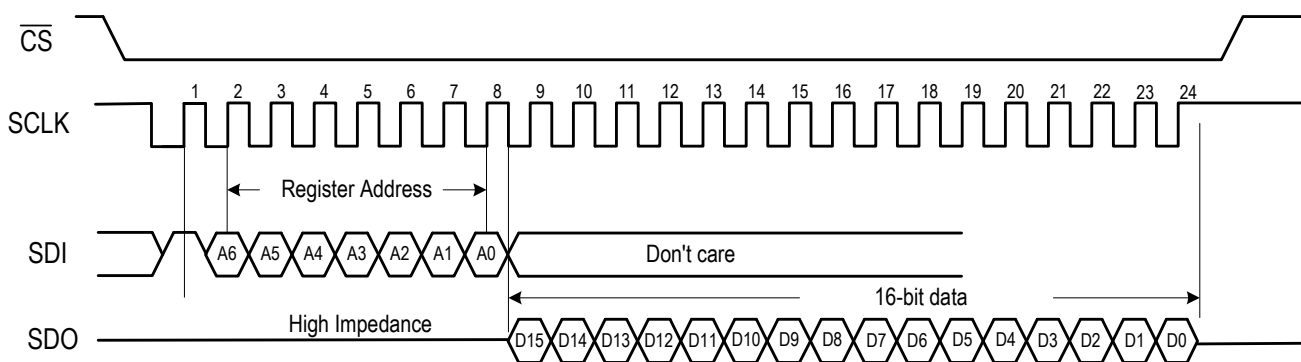 CS
1 2 3 4 5 6 7 8 9 10 11 12 13 14 15 16 17 18 19 20 21 22 23 24
SCLK
Register Address
SDI
A6 A5 A4 A3 A2 A1 A0 Don't care
16-bit data
High Impedance
SDO
D15 D14 D13 D12 D11 D10 D9 D8 D7 D6 D5 D4 D3 D2 D1 D0